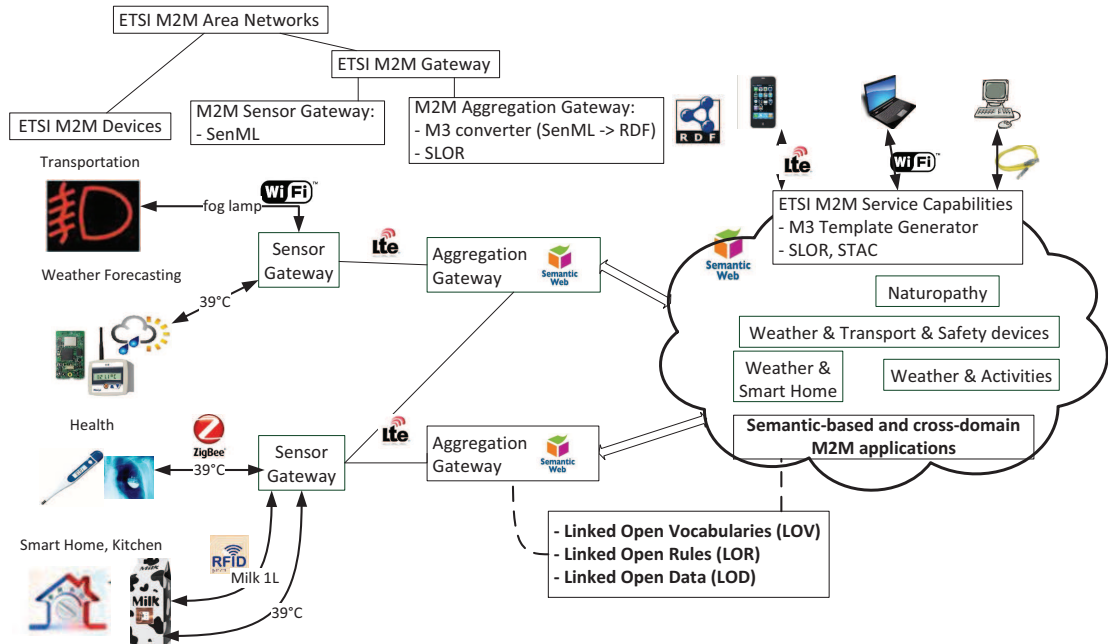 ETSI M2M Area Networks
ETSI M2M Gateway
ETSI M2M Devices
M2M Sensor Gateway:
- SenML
M2M Aggregation Gateway:
- M3 converter (SenML -> RDF)
- SLOR
RDF
Lte
Wi Fi
ETSI M2M Service Capabilities
- M3 Template Generator
- SLOR, STAC
Transportation
fog lamp
Wi Fi
Sensor
Gateway
Lte
Aggregation
Gateway
Semantic
Web
Semantic
Web
Weather Forecasting
39°C
Naturopathy
Weather & Transport & Safety devices
Weather &
Smart Home
Weather & Activities
Semantic-based and cross-domain
M2M applications
Health
ZigBee
39°C
Sensor
Gateway
Lte
Aggregation
Gateway
Semantic
Web
- Linked Open Vocabularies (LOV)
- Linked Open Rules (LOR)
- Linked Open Data (LOD)
Smart Home, Kitchen
RFID
Milk 1L
39°C
Milk
Milk